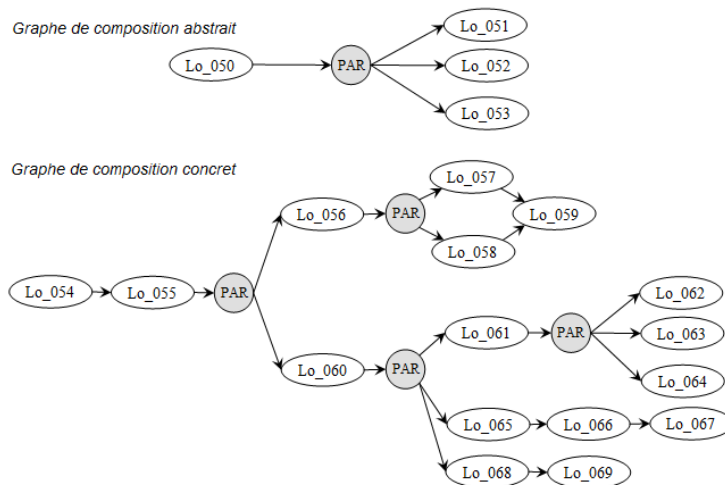 Graphe de composition abstrait
Lo_051
Lo_050
PAR
Lo_052
Lo_053
Graphe de composition concret
Lo_057
Lo_056
PAR
Lo_059
Lo_058
Lo_054
Lo_055
PAR
Lo_062
Lo_061
PAR
Lo_063
Lo_060
PAR
Lo_064
Lo_065
Lo_066
Lo_067
Lo_068
Lo_069